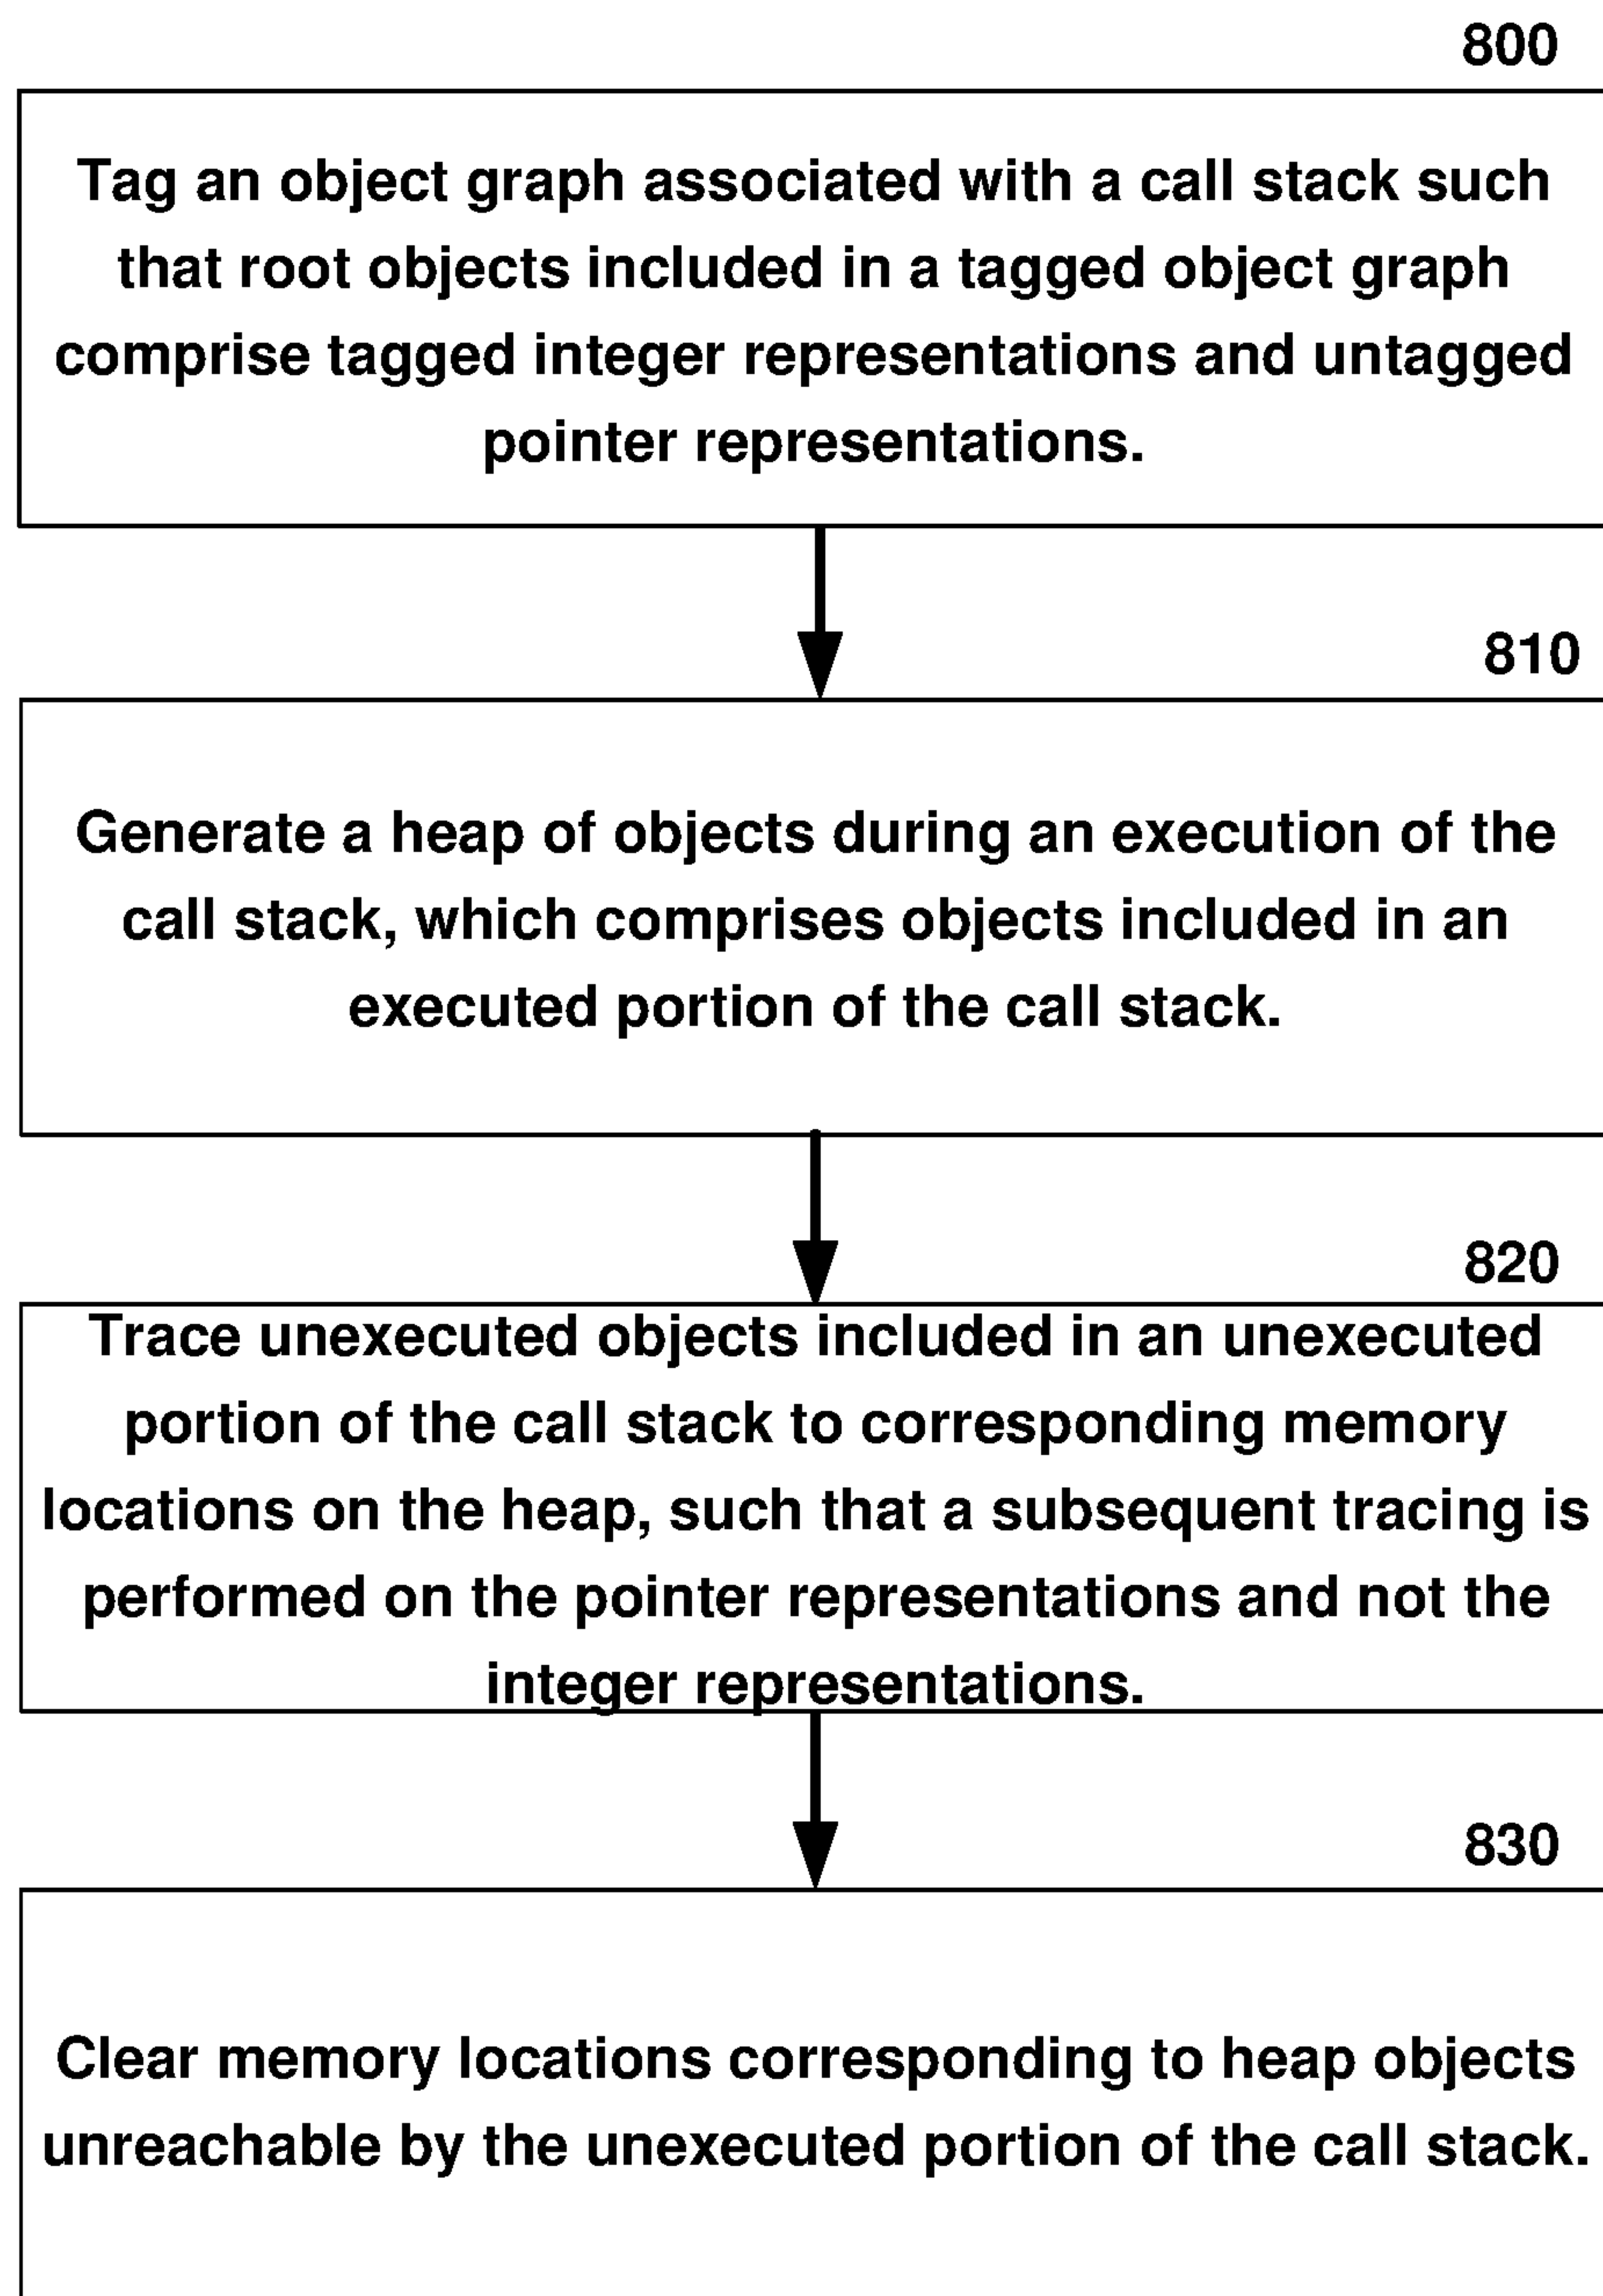 800
Tag an object graph associated with a call stack such
that root objects included in a tagged object graph
comprise tagged integer representations and untagged
pointer representations.
810
Generate a heap of objects during an execution of the
call stack, which comprises objects included in an
executed portion of the call stack.
820
Trace unexecuted objects included in an unexecuted
portion of the call stack to corresponding memory
locations on the heap, such that a subsequent tracing is
performed on the pointer representations and not the
integer representations.
830
Clear memory locations corresponding to heap objects
unreachable by the unexecuted portion of the call stack.